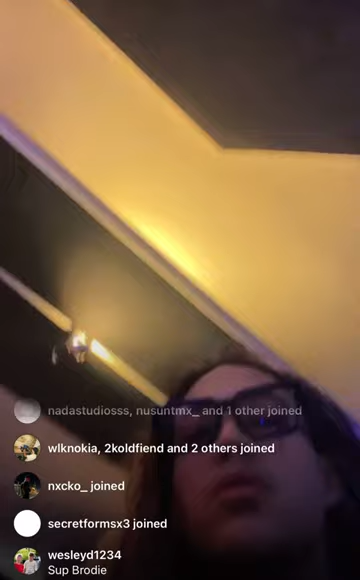 nadastudiosss, nusuntmx_ and 1 other joined
wlknokia, 2koldfiend and 2 others joined
nxcko_ joined
secretformsx3 joined
wesleyd1234
Sup Brodie